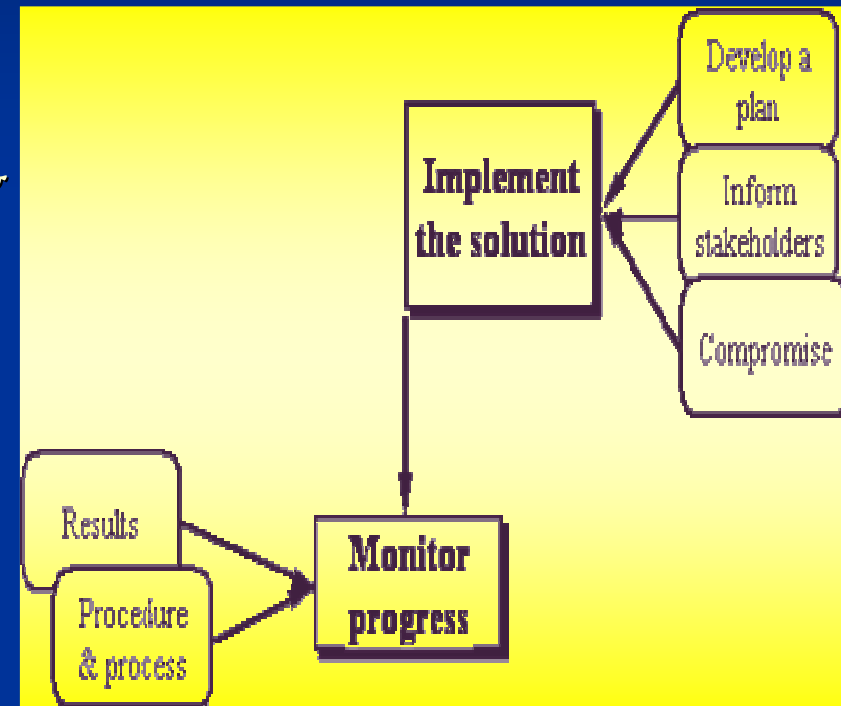 Develop a
plan
Implement
the solution
Inform
stakeholders
Compromise
Results
Monitor
progress
Procedure
& process